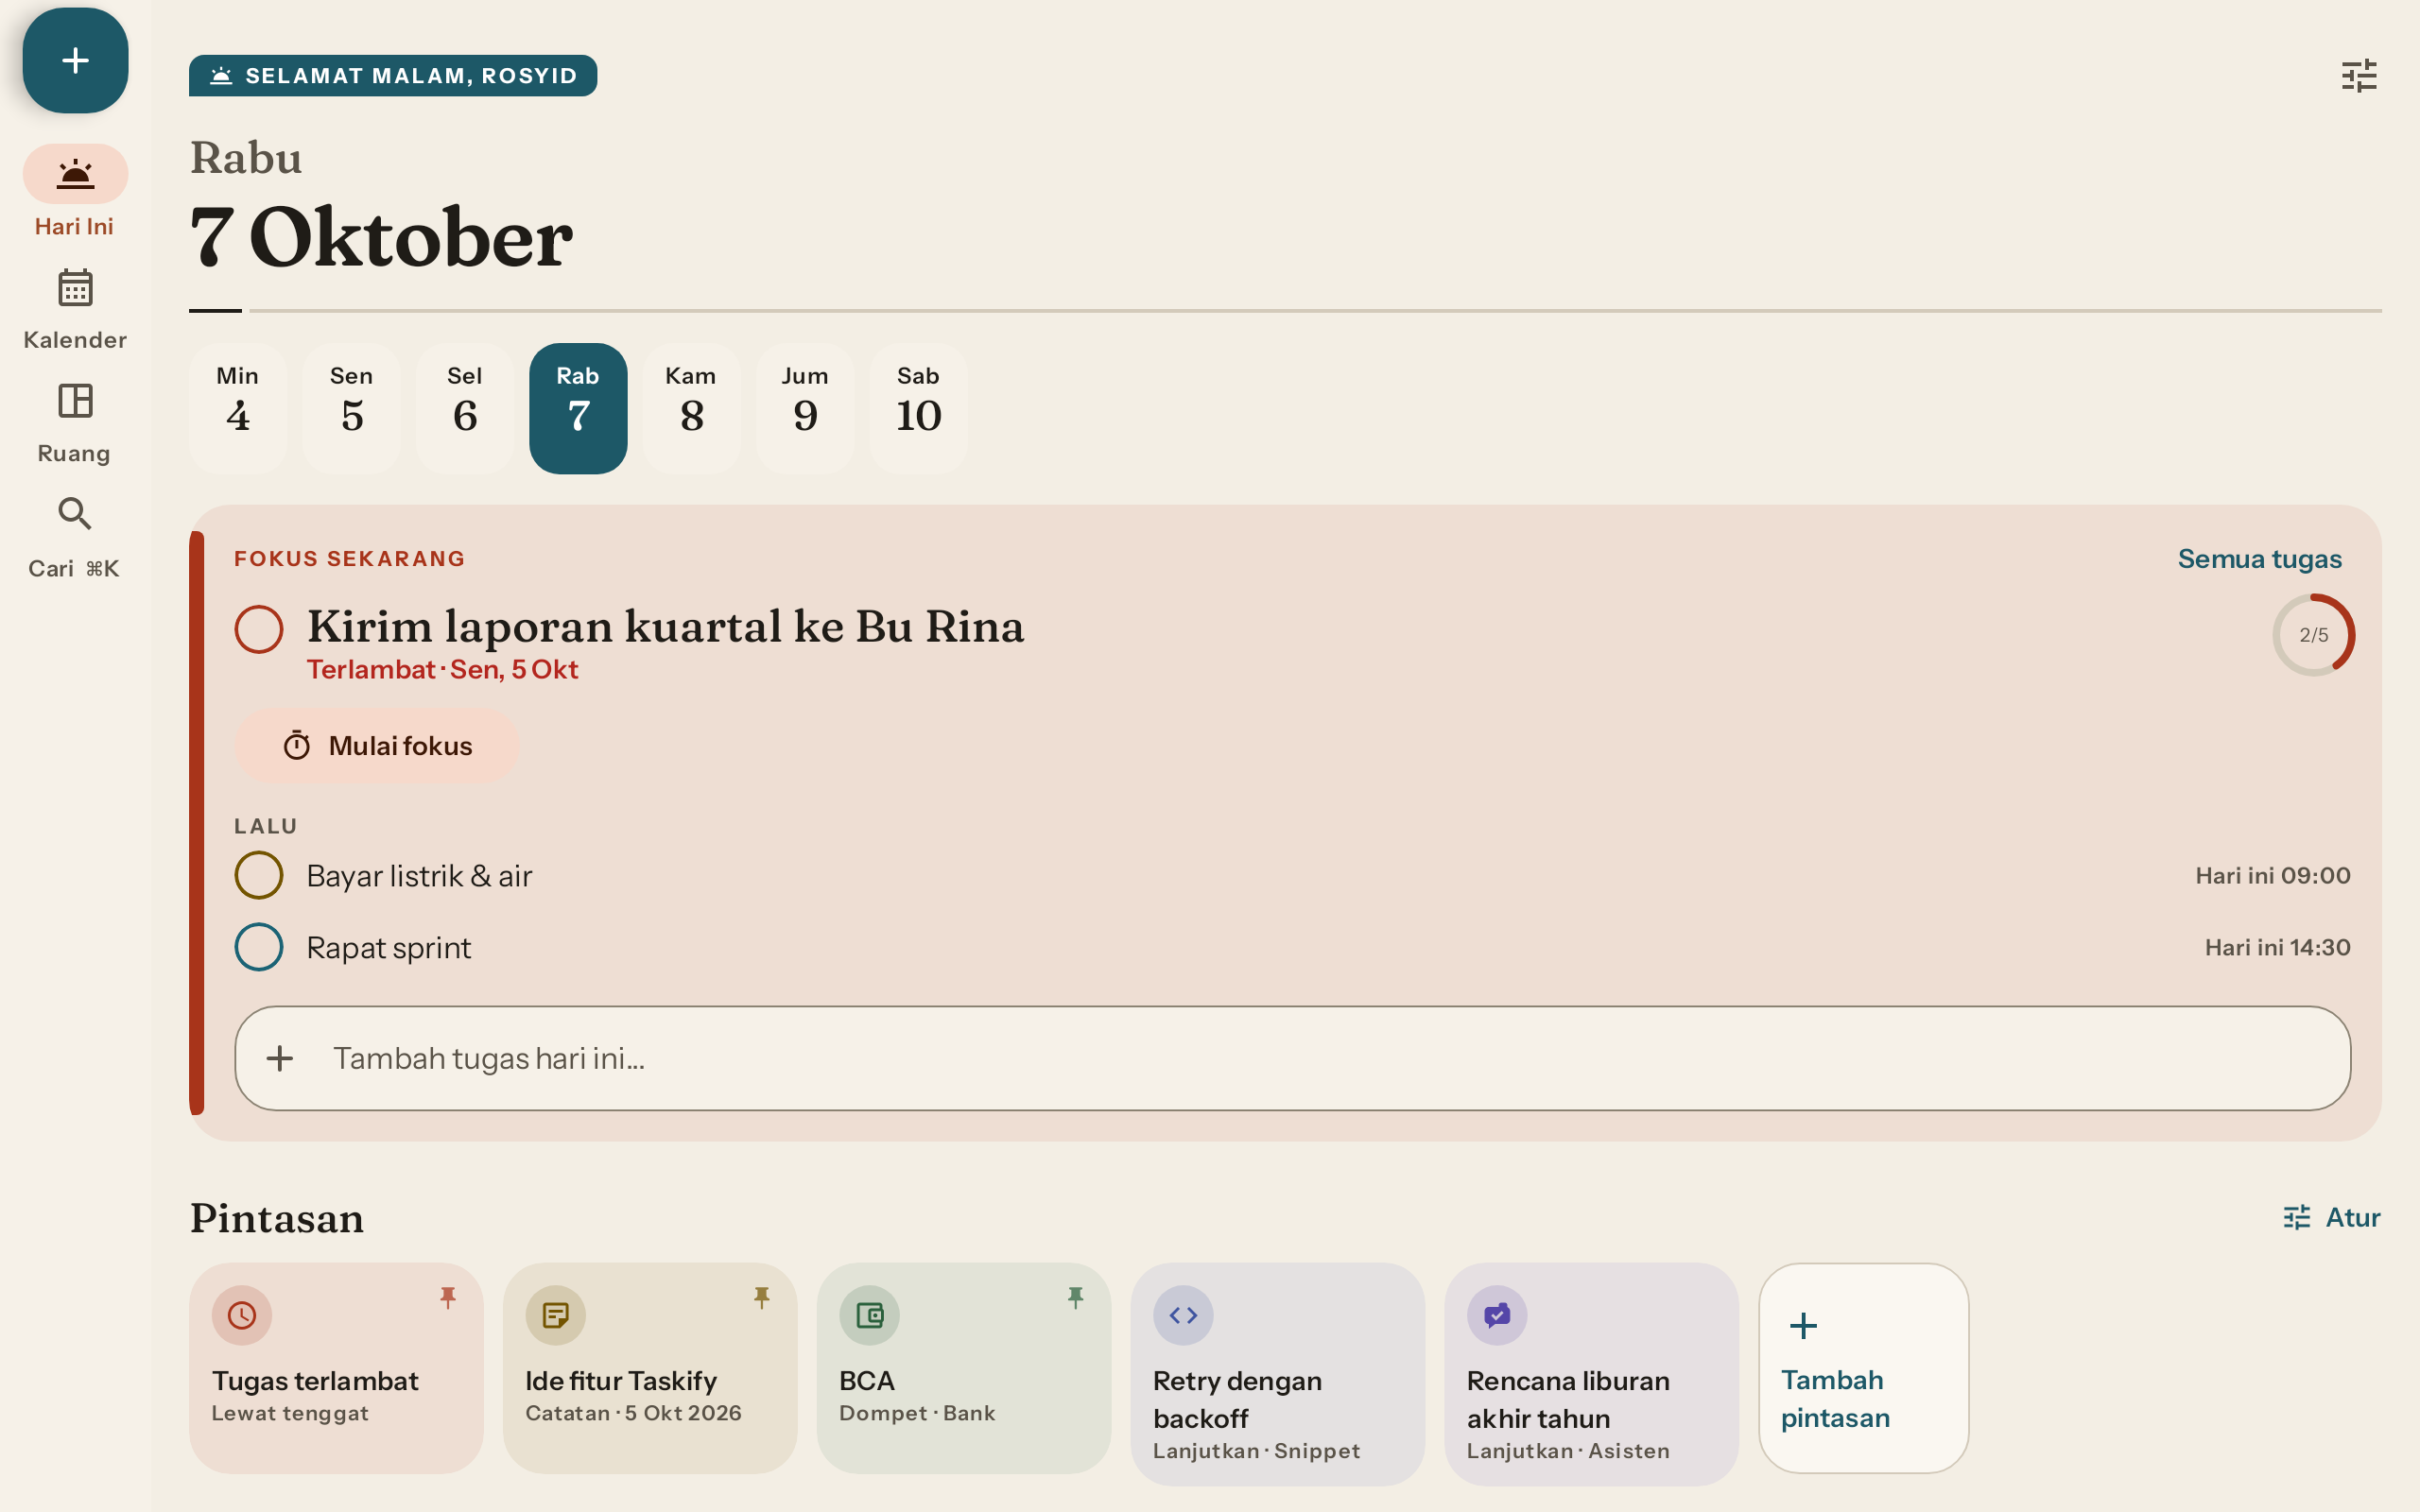 SELAMAT MALAM, ROSYID
Hari Ini
Kalender
Ruang
Cari ⌘K
Rabu
7 Oktober
Min
4
Sen
5
Sel
6
Rab
7
Kam
8
Jum
9
Sab
10
FOKUS SEKARANG
Semua tugas
Kirim laporan kuartal ke Bu Rina
Terlambat · Sen, 5 Okt
2/5
Mulai fokus
LALU
Bayar listrik & air
Hari ini 09:00
Rapat sprint
Hari ini 14:30
Tambah tugas hari ini...
Pintasan
Atur
Tugas terlambat
Lewat tenggat
Ide fitur Taskify
Catatan · 5 Okt 2026
BCA
Dompet · Bank
Retry dengan
backoff
Lanjutkan · Snippet
Rencana liburan
akhir tahun
Lanjutkan · Asisten
Tambah
pintasan